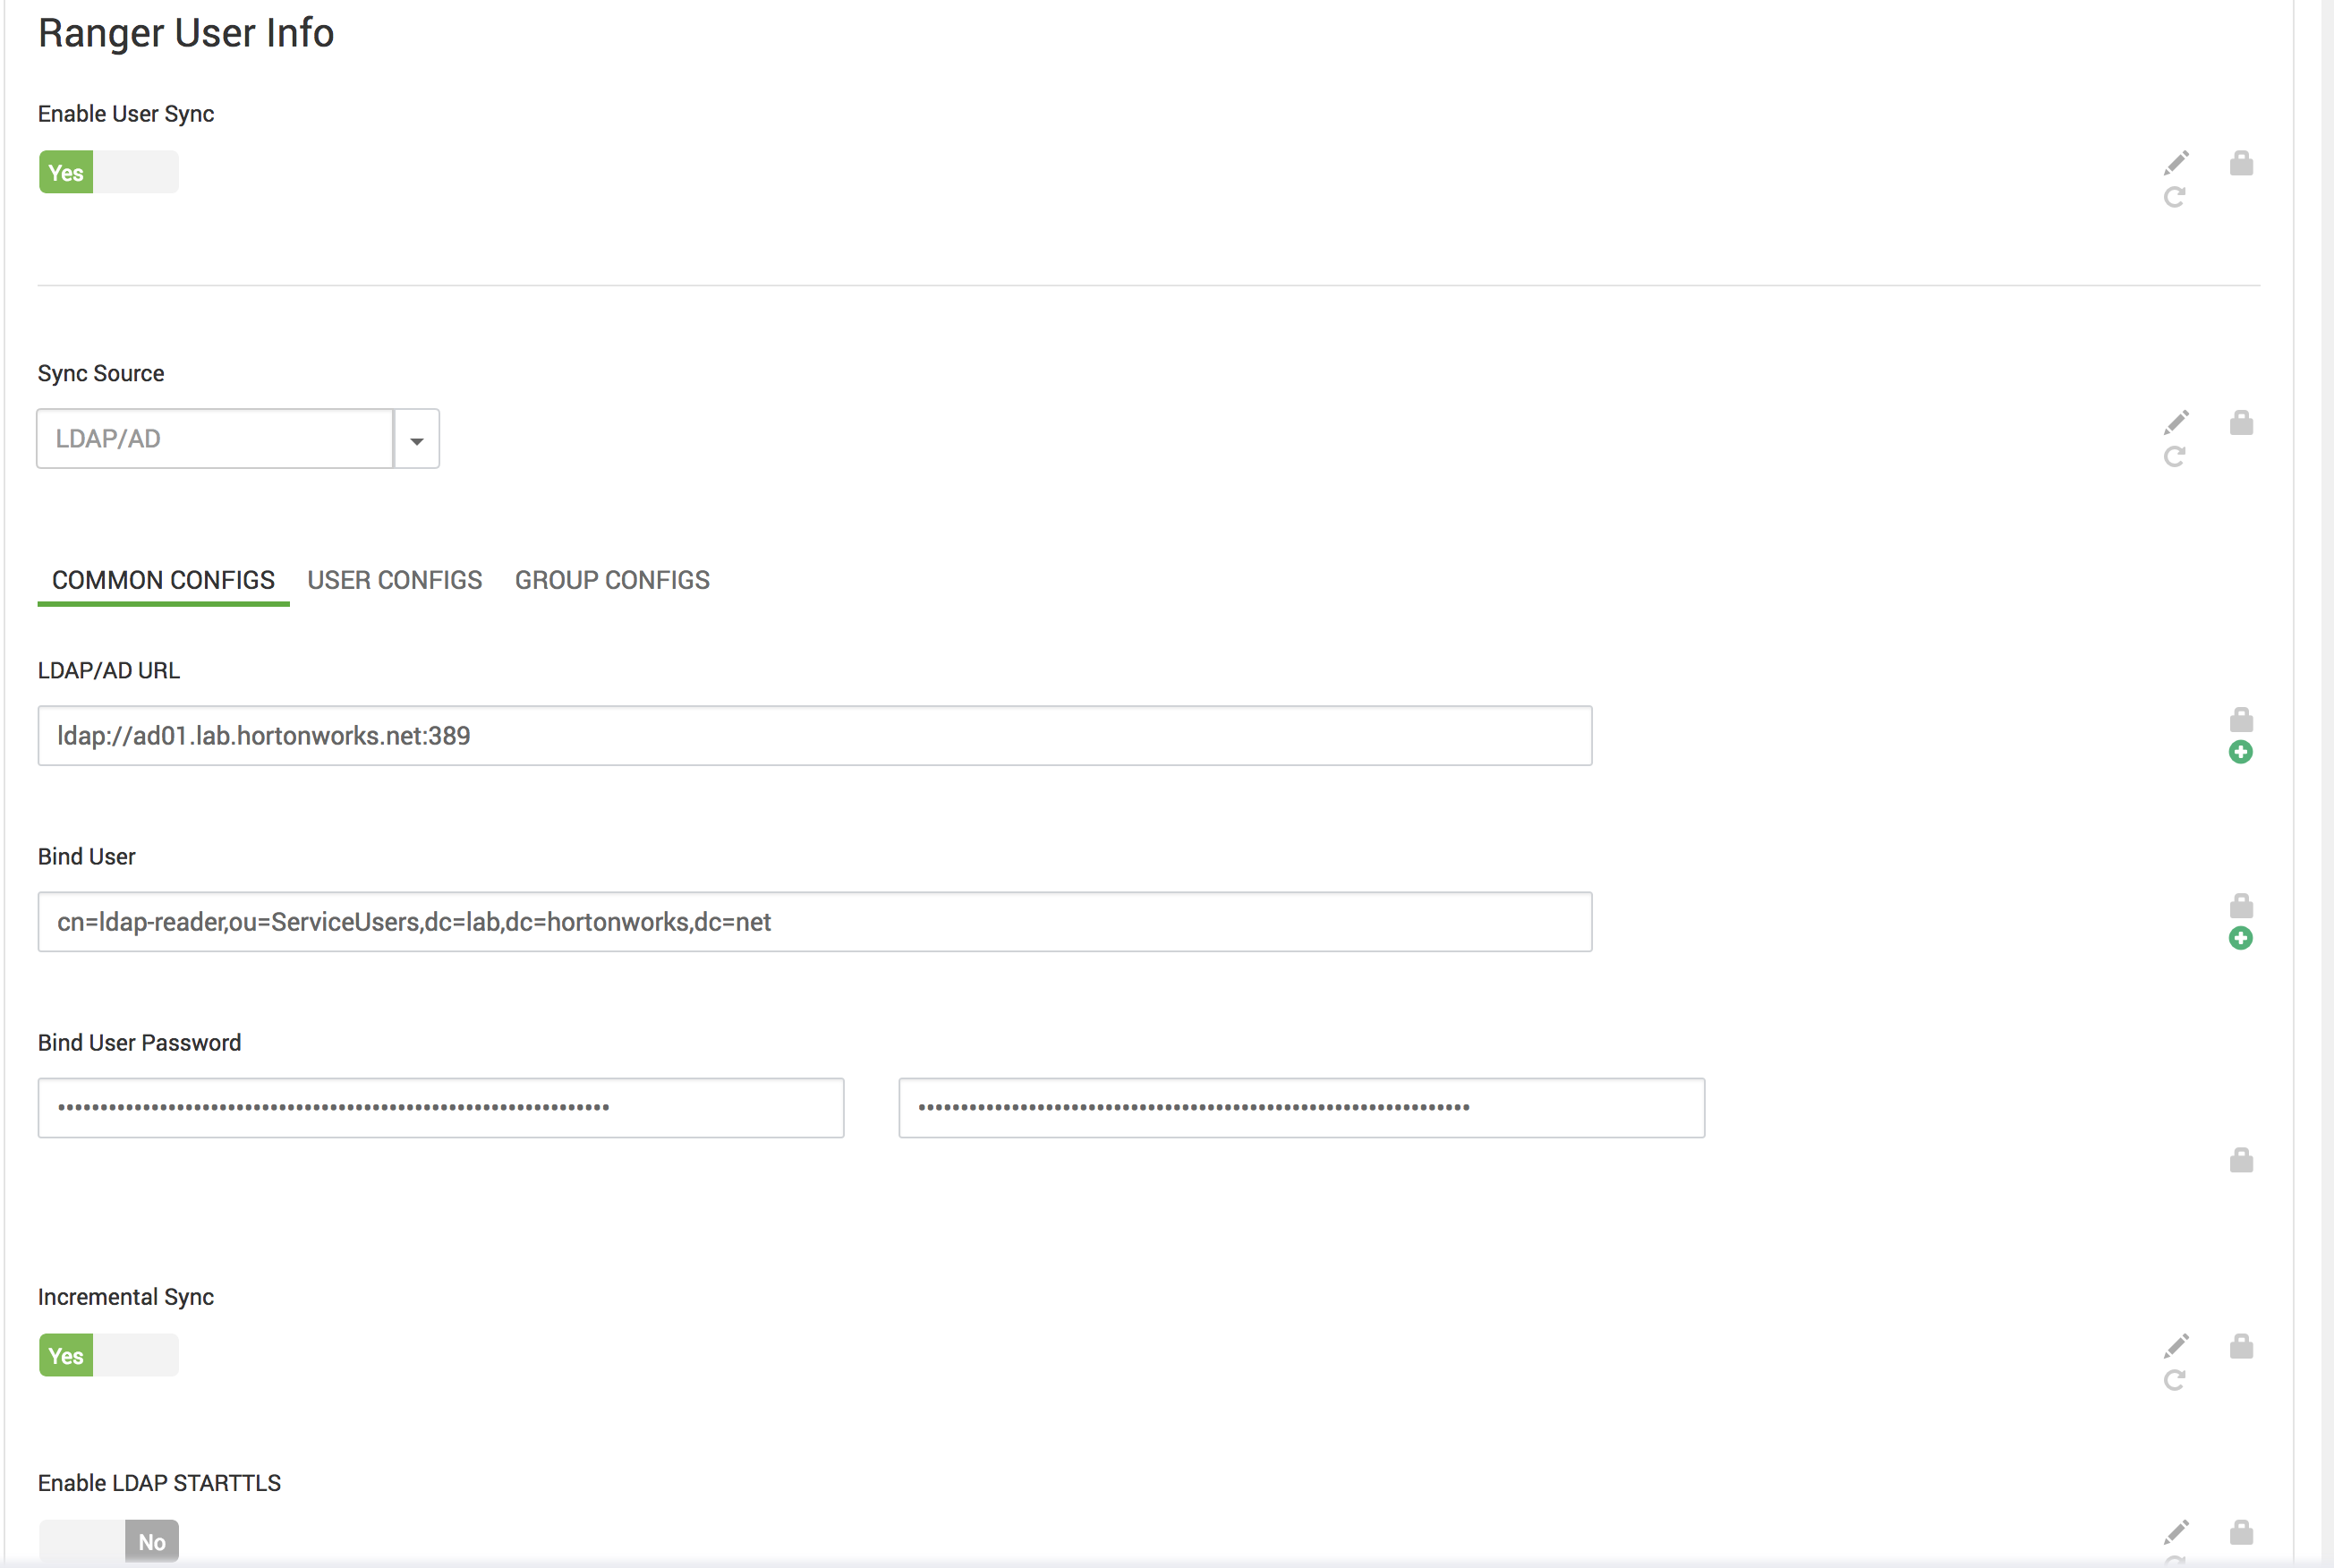 Ranger User Info
Enable User Sync
Yes
Sync Source
LDAP/AD
COMMON CONFIGS USER CONFIGS GROUP CONFIGS
LDAP/AD URL
ldap://ad01.lab.hortonworks.net:389
Bind User
cn=ldap-reader,ou=ServiceUsers,dc=lab,dc=hortonworks,dc=net
Bind User Password
Incremental Sync
Yes
Enable LDAP STARTTLS
No